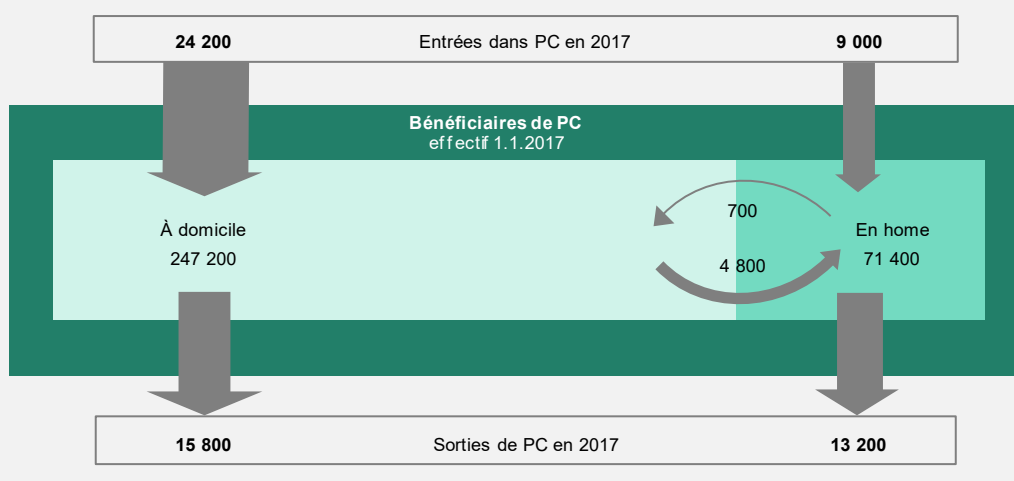 24 200 Entrées dans PC en 2017 9 000
Bénéficiaires de PC
effectif 1.1.2017
700
À domicile En home
247 200 71 400
4 800
15 800 Sorties de PC en 2017 13 200